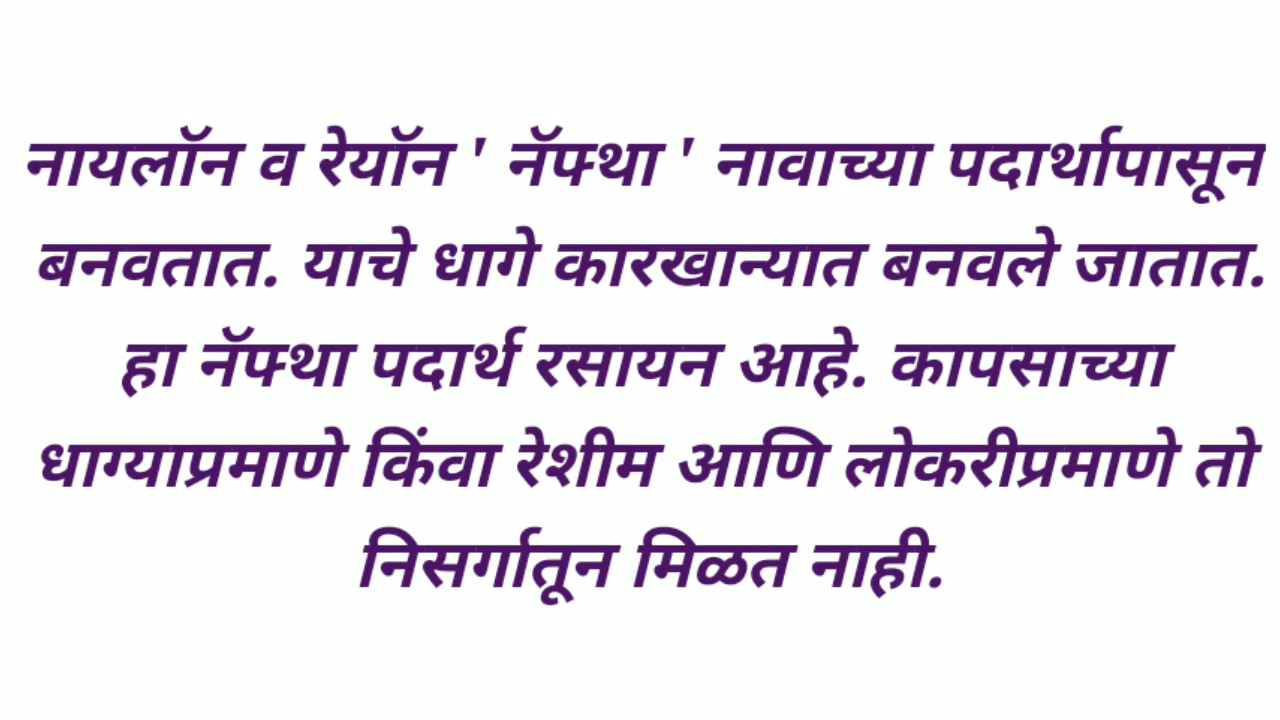 नायलॉन व रेयॉन ' नॅफ्था ' नावाच्या पदार्थापासून
बनवतात. याचे धागे कारखान्यात बनवले जातात.
हा नॅफ्था पदार्थ रसायन आहे. कापसाच्या
धाग्याप्रमाणे किंवा रेशीम आणि लोकरीप्रमाणे तो
निसर्गातून मिळत नाही.